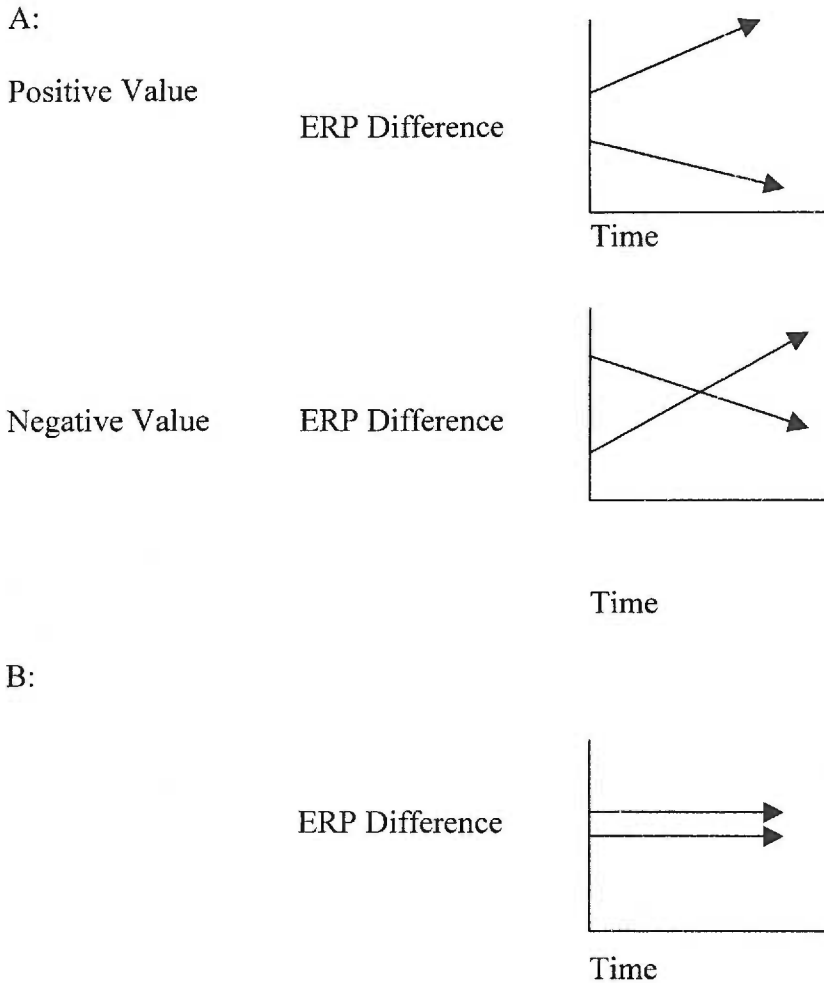 A:
Positive Value
ERP Difference
Time
Negative Value ERP Difference
Time
B:
ERP Difference
Time